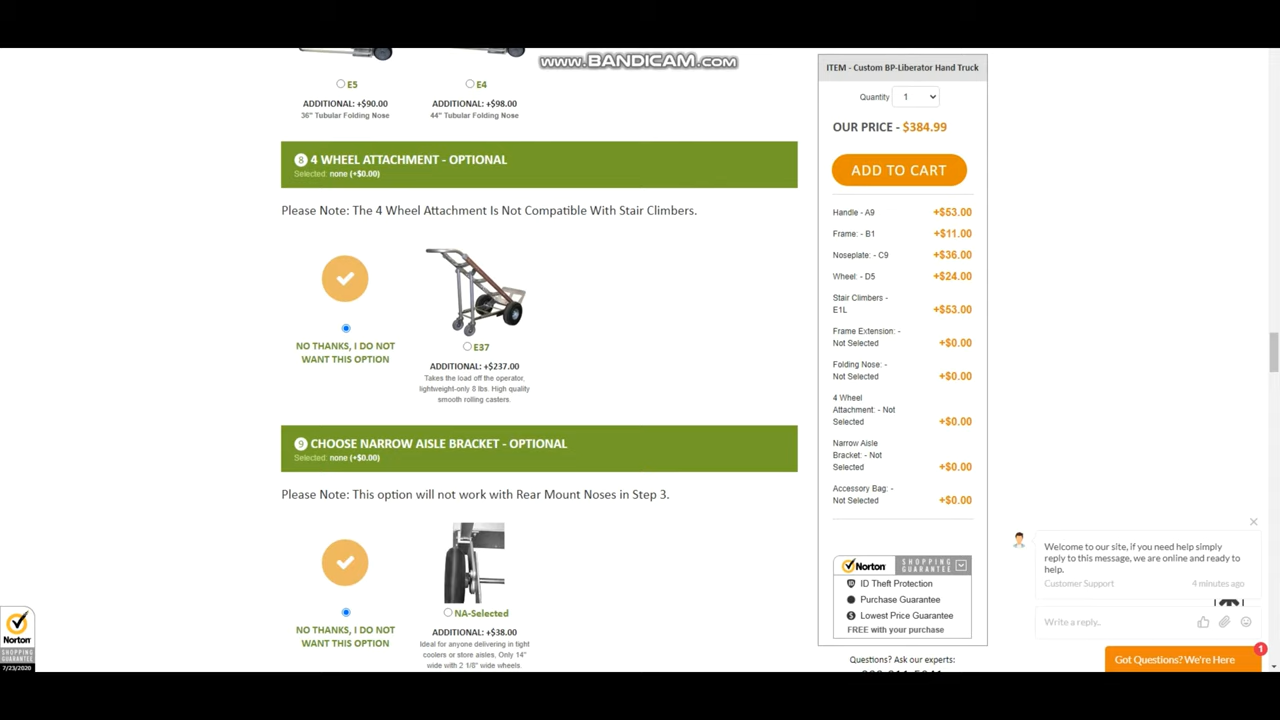 www.BANDICAM.com
E5
E4
ADDITIONAL: +$90.00
36" Tubular Folding Nose
ADDITIONAL: +$98.00
44" Tubular Folding Nose
8 4 WHEEL ATTACHMENT - OPTIONAL
Selected: none (+$0.00)
Please Note: The 4 Wheel Attachment Is Not Compatible With Stair Climbers.
NO THANKS, I DO NOT
WANT THIS OPTION
E37
ADDITIONAL: +$237.00
Takes the load off the operator,
lightweight-only 8 lbs. High quality
smooth rolling casters.
9 CHOOSE NARROW AISLE BRACKET - OPTIONAL
Selected: none (+$0.00)
Please Note: This option will not work with Rear Mount Noses in Step 3.
NO THANKS, I DO NOT
WANT THIS OPTION
NA-Selected
ADDITIONAL: +$38.00
Ideal for anyone delivering in tight
coolers or store aisles. Only 14"
wide with 2 1/8" wide wheels.
ITEM - Custom BP-Liberator Hand Truck
Quantity 1
OUR PRICE - $384.99
ADD TO CART
Handle - A9 +$53.00
Frame: - B1 +$11.00
Noseplate: - C9 +$36.00
Wheel: - D5 +$24.00
Stair Climbers -
E1L +$53.00
Frame Extension: -
Not Selected +$0.00
Folding Nose: -
Not Selected +$0.00
4 Wheel
Attachment: - Not
Selected +$0.00
Narrow Aisle
Bracket: - Not
Selected +$0.00
Accessory Bag: -
Not Selected +$0.00
Norton SHOPPING GUARANTEE
ID Theft Protection
Purchase Guarantee
Lowest Price Guarantee
FREE with your purchase
Questions? Ask our experts:
Welcome to our site, if you need help simply
reply to this message, we are online and ready to
help.
Customer Support 4 minutes ago
Write a reply..
Got Questions? We're Here
1
Norton
SHOPPING
GUARANTEE
7/23/2020